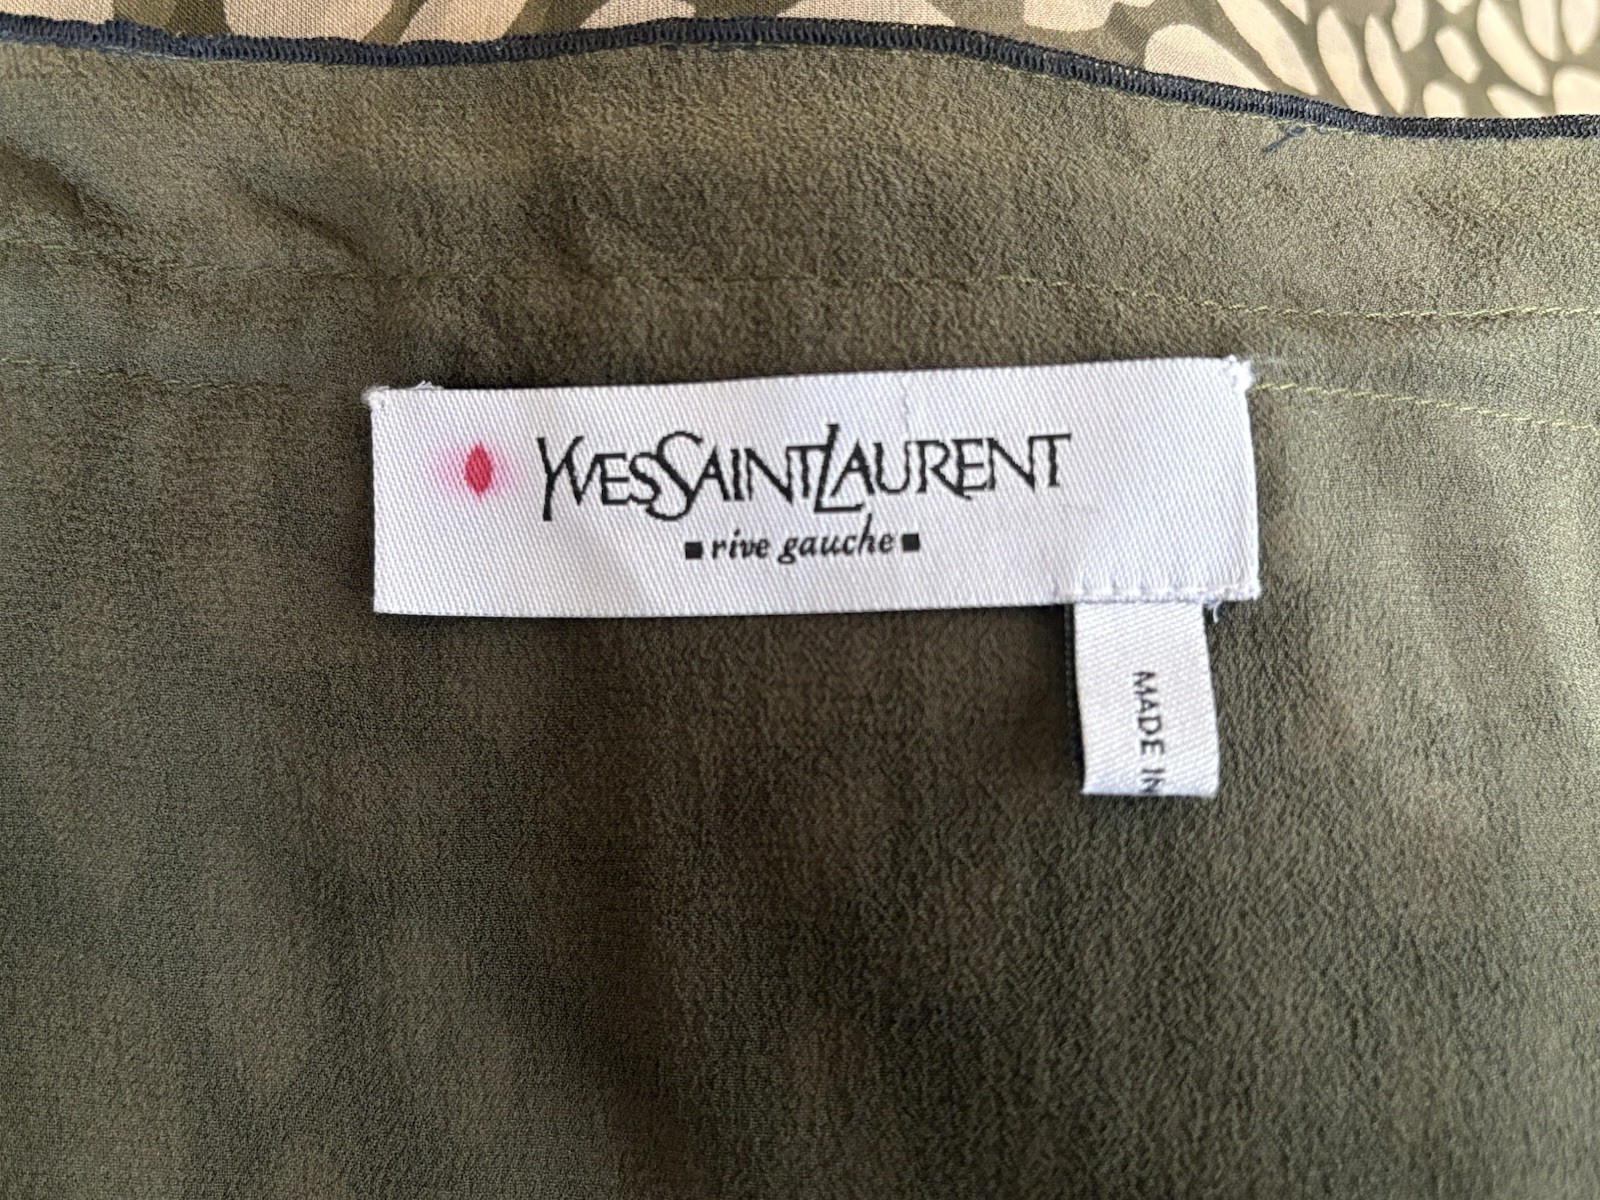 YVESSAINTLAURENT
rive gauche
MADE IN